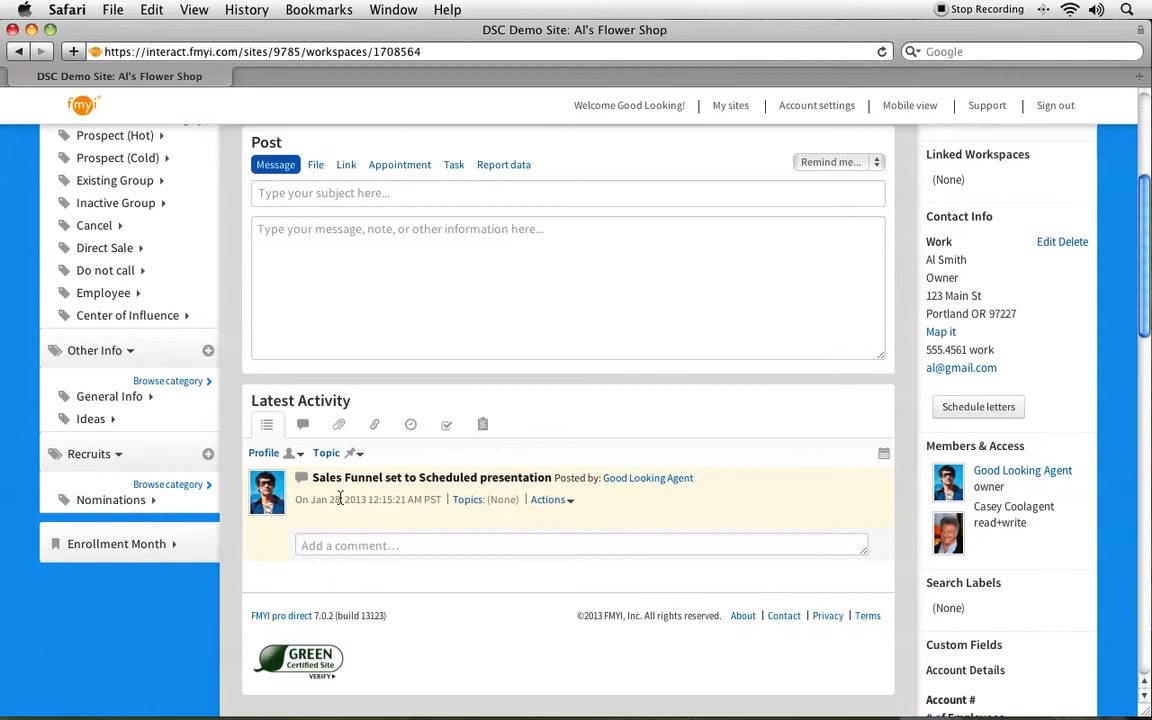 Safari File Edit View History Bookmarks Window Help Stop Recording
DSC Demo Site: Al's Flower Shop
https://interact.fmyi.com/sites/9785/workspaces/1708564 Google
DSC Demo Site: Al's Flower Shop
fmyi Welcome Good Looking! My sites Account settings Mobile view Support Sign out
Prospect (Hot)
Prospect (Cold)
Existing Group
Inactive Group
Cancel
Direct Sale
Do not call
Employee
Center of Influence
Other Info
Browse category
General Info
Ideas
Recruits
Browse category
Nominations
Enrollment Month
Post
Message File Link Appointment Task Report data Remind me...
Type your subject here...
Type your message, note, or other information here...
Latest Activity
Profile Topic
Sales Funnel set to Scheduled presentation Posted by: Good Looking Agent
On Jan 28, 2013 12:15:21 AM PST Topics: (None) Actions
Add a comment...
FMYI pro direct 7.0.2 (build 13123) ©2013 FMYI, Inc. All rights reserved. About Contact Privacy Terms
GREEN
Certified Site
VERIFY
Linked Workspaces
(None)
Contact Info
Work Edit Delete
Al Smith
Owner
123 Main St
Portland OR 97227
Map it
555.4561 work
al@gmail.com
Schedule letters
Members & Access
Good Looking Agent
owner
Casey Coolagent
read+write
Search Labels
(None)
Custom Fields
Account Details
Account #
# of Employees